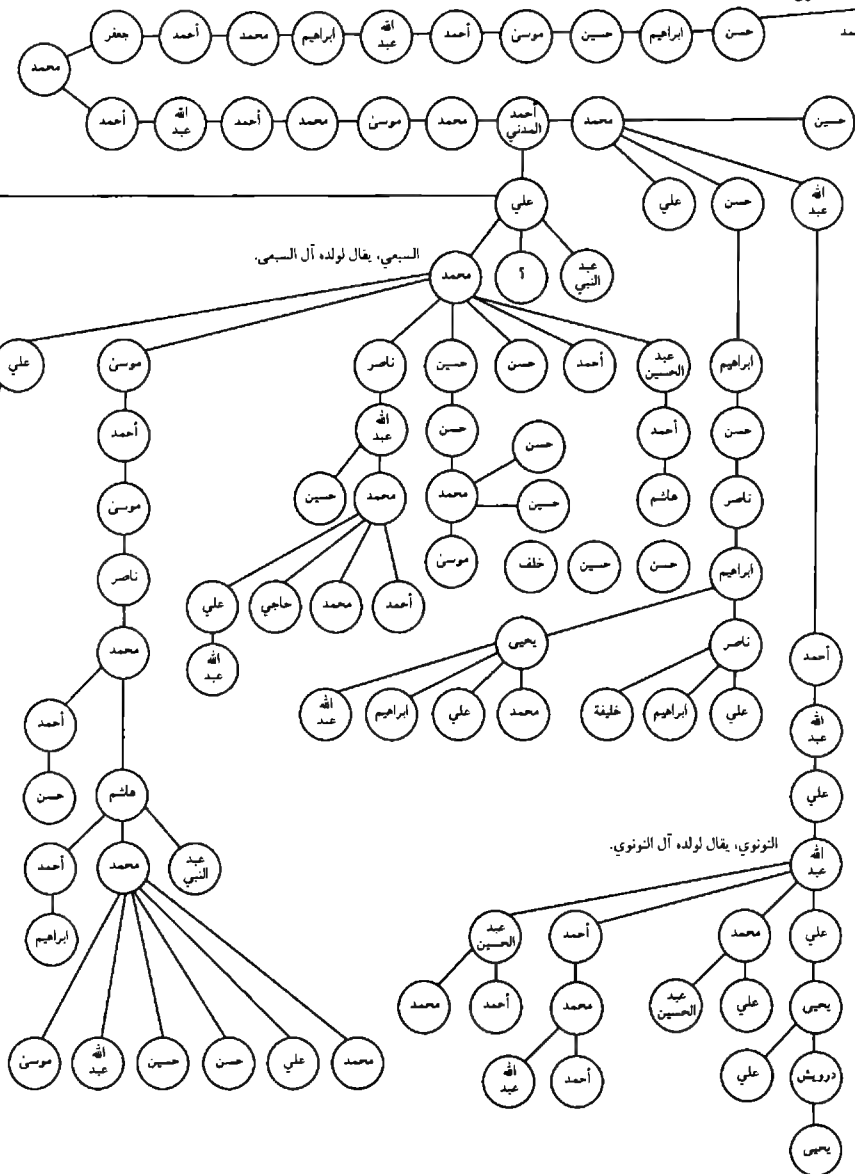 حسن
ابراهيم
حسين
موسى
أحمد
عبد الله
ابراهيم
محمد
أحمد
جعفر
محمد
حسين
محمد
أحمد المدني
محمد
موسى
محمد
أحمد
عبد الله
أحمد
عبد الله
حسن
علي
علي
السبعي، يقال لولده آل السبعى.
عبد النبي
؟
محمد
ابراهيم
عبد الحسين
أحمد
حسن
حسين
ناصر
موسى
علي
حسن
أحمد
حسن
حسن
عبد الله
أحمد
ناصر
هاشم
حسين
محمد
محمد
حسين
موسى
ابراهيم
حسن
حسين
خلف
موسى
ناصر
أحمد
محمد
حاجي
علي
أحمد
ناصر
يحيى
عبد الله
محمد
علي
ابراهيم
خليفة
محمد
علي
ابراهيم
عبد الله
أحمد
عبد الله
علي
هاشم
حسن
النونوي، يقال لولده آل النونوي.
عبد الله
عبد النبي
محمد
أحمد
علي
محمد
أحمد
عبد الحسين
ابراهيم
يحيى
علي
عبد الحسين
محمد
أحمد
محمد
درويش
علي
أحمد
عبد الله
محمد
علي
حسن
حسين
عبد الله
موسى
يحيى